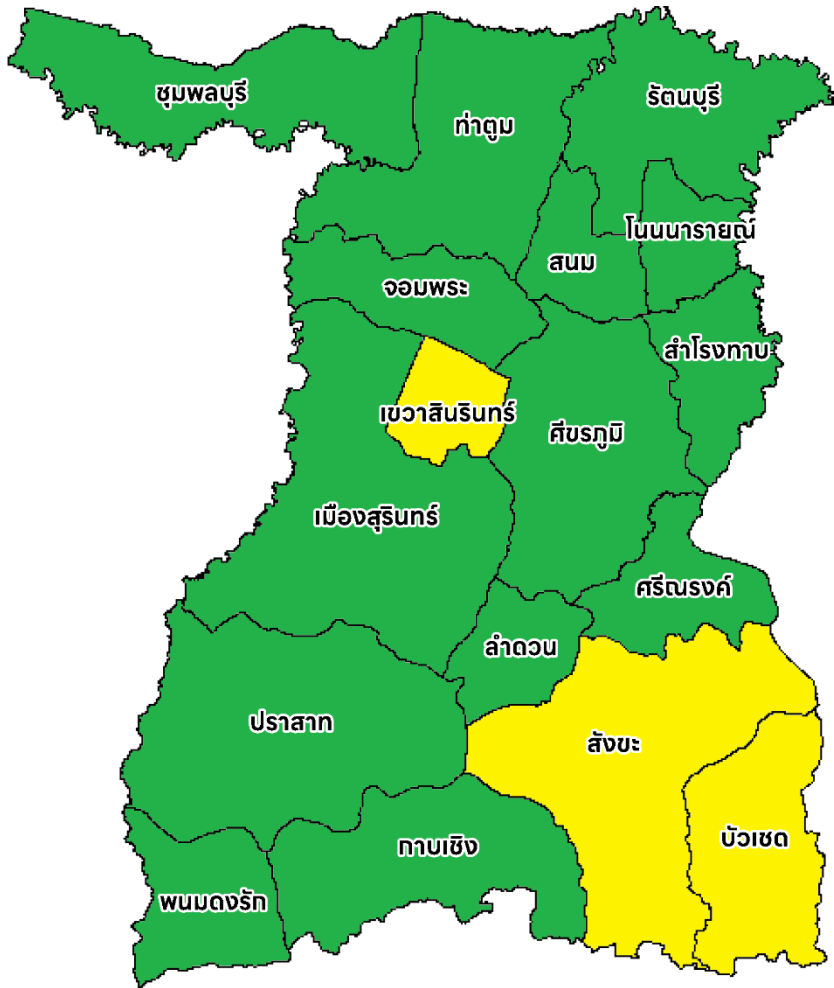 ชุมพลบุรี
รัตนบุรี
ท่าตูม
โนนนารายณ์
สนม
จอมพระ
สำโรงทาบ
เขวาสินรินทร์
ศีขรภูมิ
เมืองสุรินทร์
ศรีณรงค์
ลำดวน
ปราสาท
สังขะ
บัวเชด
กาบเชิง
พนมดงรัก